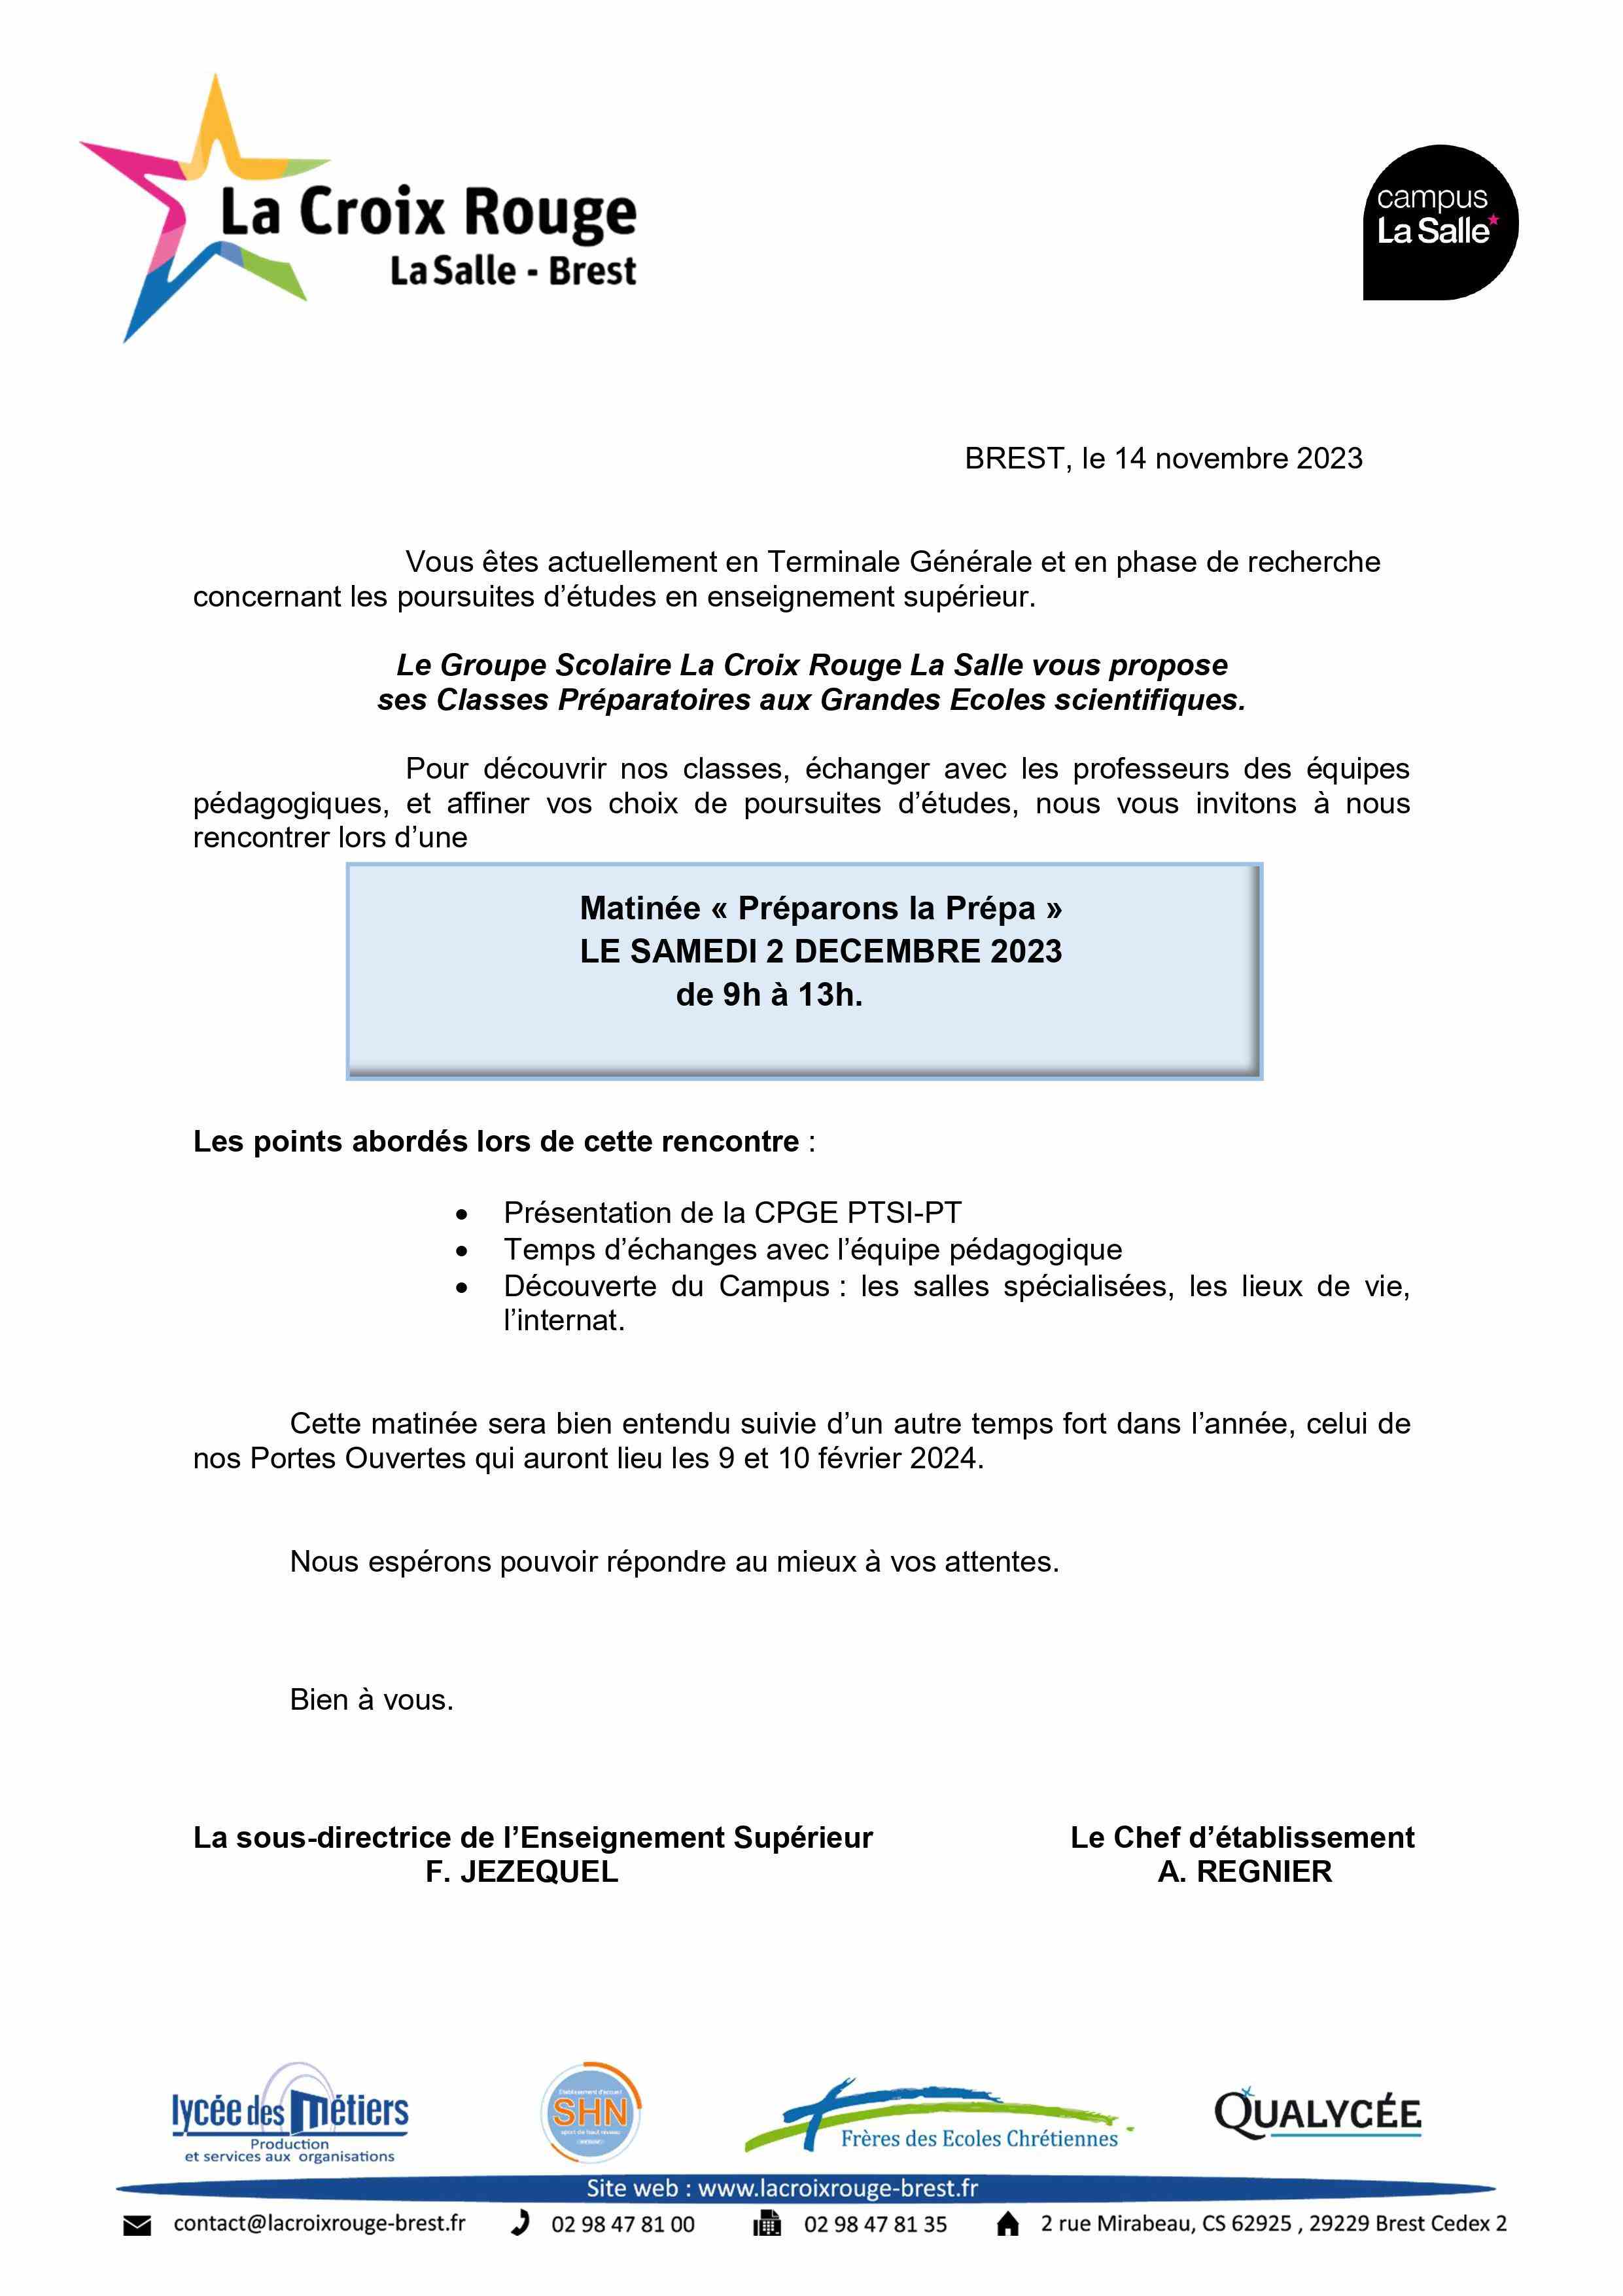 La Croix Rouge
La Salle - Brest
campus
La Salle
BREST, le 14 novembre 2023
Vous êtes actuellement en Terminale Générale et en phase de recherche
concernant les poursuites d’études en enseignement supérieur.
Le Groupe Scolaire La Croix Rouge La Salle vous propose
ses Classes Préparatoires aux Grandes Ecoles scientifiques.
Pour découvrir nos classes, échanger avec les professeurs des équipes
pédagogiques, et affiner vos choix de poursuites d’études, nous vous invitons à nous
rencontrer lors d’une
Matinée « Préparons la Prépa »
LE SAMEDI 2 DECEMBRE 2023
de 9h à 13h.
Les points abordés lors de cette rencontre :
• Présentation de la CPGE PTSI-PT
• Temps d’échanges avec l’équipe pédagogique
• Découverte du Campus : les salles spécialisées, les lieux de vie,
l’internat.
Cette matinée sera bien entendu suivie d’un autre temps fort dans l’année, celui de
nos Portes Ouvertes qui auront lieu les 9 et 10 février 2024.
Nous espérons pouvoir répondre au mieux à vos attentes.
Bien à vous.
La sous-directrice de l’Enseignement Supérieur
F. JEZEQUEL
Le Chef d’établissement
A. REGNIER
lycée des métiers
Production
et services aux organisations
Etablissement d'accueil
SHN
sport de haut niveau
Frères des Ecoles Chrétiennes
QUALYCÉE
Site web : www.lacroixrouge-brest.fr
contact@lacroixrouge-brest.fr
02 98 47 81 00
02 98 47 81 35
2 rue Mirabeau, CS 62925 , 29229 Brest Cedex 2